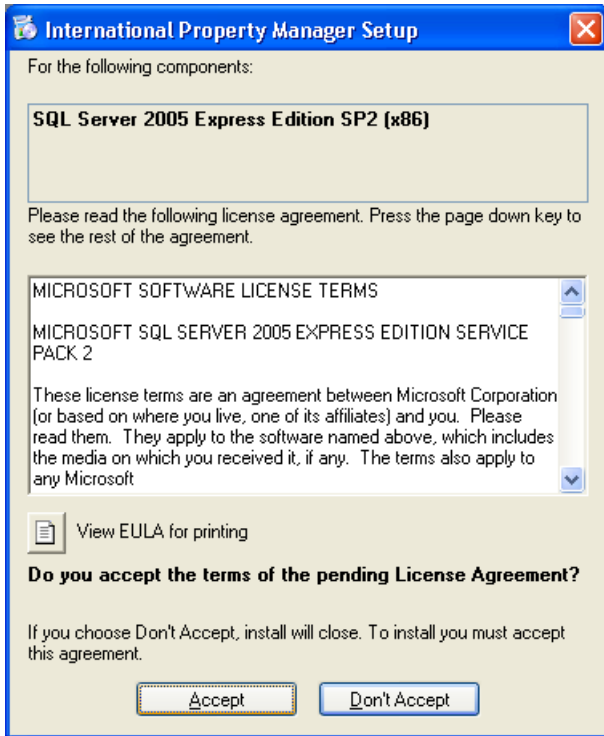 International Property Manager Setup
For the following components:
SQL Server 2005 Express Edition SP2 (x86)
Please read the following license agreement. Press the page down key to
see the rest of the agreement.
MICROSOFT SOFTWARE LICENSE TERMS
MICROSOFT SQL SERVER 2005 EXPRESS EDITION SERVICE
PACK 2
These license terms are an agreement between Microsoft Corporation
(or based on where you live, one of its affiliates) and you.  Please
read them.  They apply to the software named above, which includes
the media on which you received it, if any.  The terms also apply to
any Microsoft
View EULA for printing
Do you accept the terms of the pending License Agreement?
If you choose Don't Accept, install will close. To install you must accept
this agreement.
Accept
Don't Accept